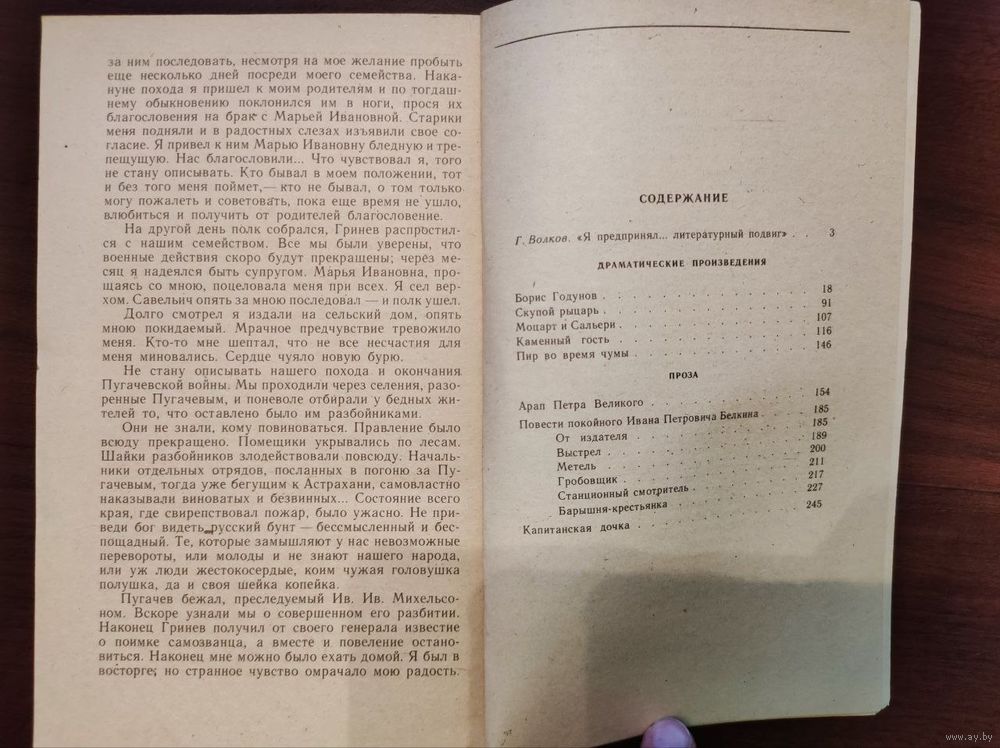 за ним последовать, несмотря на мое желание пробыть
еще несколько дней посреди моего семейства. Нака-
нуне похода я пришел к моим родителям и по тогдаш-
нему обыкновению поклонился им в ноги, прося их
благословения на брак с Марьей Ивановной. Старики
меня подняли и в радостных слезах изъявили свое со-
гласие. Я привел к ним Марью Ивановну бледную и тре-
пещущую. Нас благословили... Что чувствовал я, того
не стану описывать. Кто бывал в моем положении, тот
и без того меня поймет,— кто не бывал, о том только
могу пожалеть и советовать, пока еще время не ушло,
влюбиться и получить от родителей благословение.
На другой день полк собрался, Гринев распростил-
ся с нашим семейством. Все мы были уверены, что
военные действия скоро будут прекращены; через ме-
сяц я надеялся быть супругом. Марья Ивановна, про-
щаясь со мною, поцеловала меня при всех. Я сел вер-
хом. Савельич опять за мною последовал — и полк ушел.
Долго смотрел я издали на сельский дом, опять
мною покидаемый. Мрачное предчувствие тревожило
меня. Кто-то мне шептал, что не все несчастия для
меня миновались. Сердце чуяло новую бурю.
Не стану описывать нашего похода и окончания
Пугачевской войны. Мы проходили через селения, разо-
ренные Пугачевым, и поневоле отбирали у бедных жи-
телей то, что оставлено было им разбойниками.
Они не знали, кому повиноваться. Правление было
всюду прекращено. Помещики укрывались по лесам.
Шайки разбойников злодействовали повсюду. Началь-
ники отдельных отрядов, посланных в погоню за Пу-
гачевым, тогда уже бегущим к Астрахани, самовластно
наказывали виноватых и безвинных... Состояние всего
края, где свирепствовал пожар, было ужасно. Не при-
веди бог видеть русский бунт — бессмысленный и бес-
пощадный. Те, которые замышляют у нас невозможные
перевороты, или молоды и не знают нашего народа,
или уж люди жестокосердые, коим чужая головушка
полушка, да и своя шейка копейка.
Пугачев бежал, преследуемый Ив. Ив. Михельсо-
ном. Вскоре узнали мы о совершенном его разбитии.
Наконец Гринев получил от своего генерала известие
о поимке самозванца, а вместе и повеление остано-
виться. Наконец мне можно было ехать домой. Я был в
восторге; но странное чувство омрачало мою радость.
СОДЕРЖАНИЕ
Г. Волков. «Я предпринял... литературный подвиг» . . 3
ДРАМАТИЧЕСКИЕ ПРОИЗВЕДЕНИЯ
Борис Годунов . . . . . . . . . . 18
Скупой рыцарь . . . . . . . . . . 91
Моцарт и Сальери . . . . . . . . . . 107
Каменный гость . . . . . . . . . . 116
Пир во время чумы . . . . . . . . . . 146
ПРОЗА
Арап Петра Великого . . . . . . . . . . 154
Повести покойного Ивана Петровича Белкина . . . . 185
От издателя . . . . . . . . . . 185
Выстрел . . . . . . . . . . 189
Метель . . . . . . . . . . 200
Гробовщик . . . . . . . . . . 211
Станционный смотритель . . . . . . . 217
Барышня-крестьянка . . . . . . . . 227
Капитанская дочка . . . . . . . . . . 245
www.ay.by